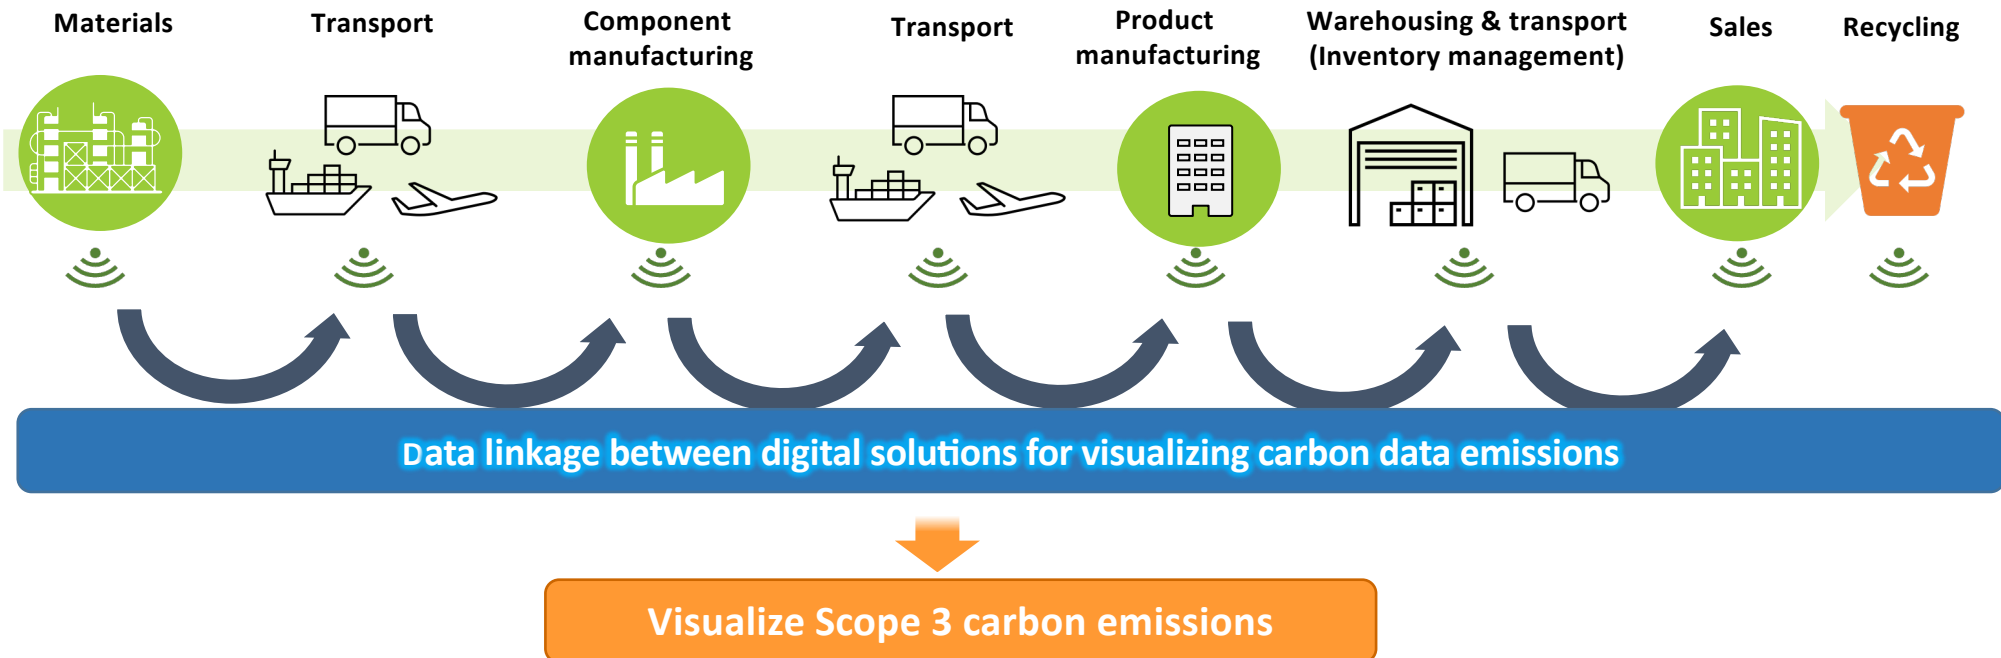 Materials
Transport
Component
manufacturing
Transport
Product
manufacturing
Warehousing & transport
(Inventory management)
Sales
Recycling
Data linkage between digital solutions for visualizing carbon data emissions
Visualize Scope 3 carbon emissions